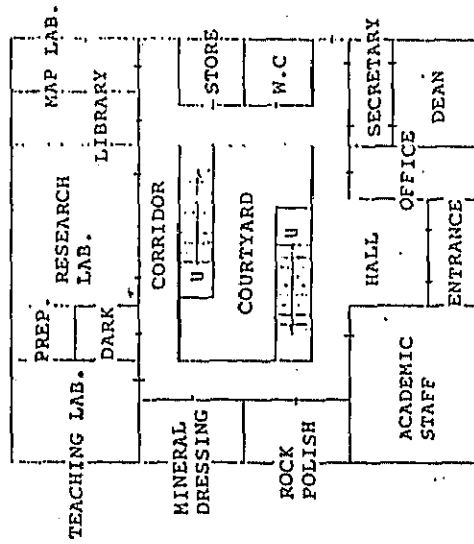 ACADEMIC
STAFF
ROCK
POLISH
MINERAL
DRESSING
TEACHING LAB.
ENTRANCE
HALL
U
COURTYARD
U
CORRIDOR
DARK
PREP.
RESEARCH
LAB.
OFFICE
DEAN
SECRETARY
W.C
STORE
LIBRARY
MAP LAB.